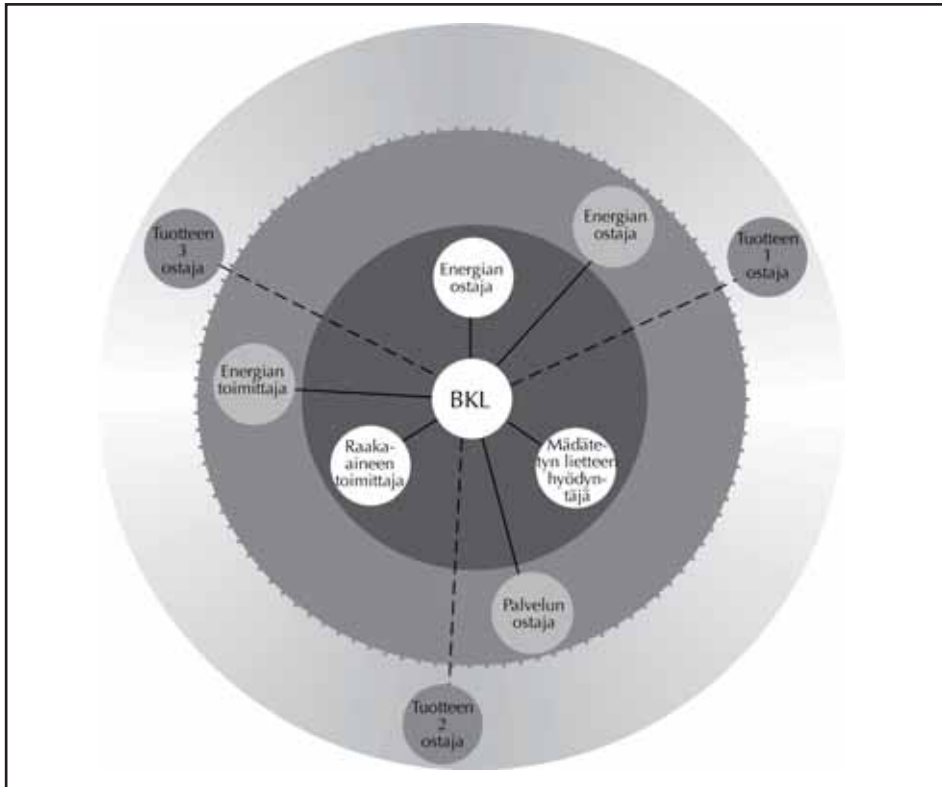 Energian
ostaja
Tuotteen
1
ostaja
Tuotteen
3
ostaja
Energian
ostaja
Energian
toimittaja
BKL
Raaka-
aineen
toimittaja
Mädäte-
tyn lietteen
hyödyn-
täjä
Palvelun
ostaja
Tuotteen
2
ostaja